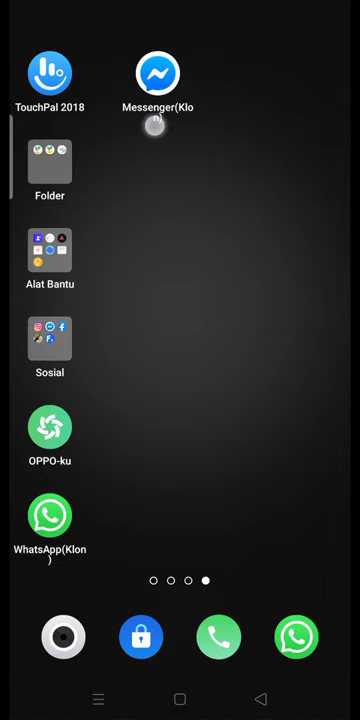 TouchPal 2018
Messenger(Klo
n)
Folder
Alat Bantu
Sosial
OPPO-ku
WhatsApp(Klon
)